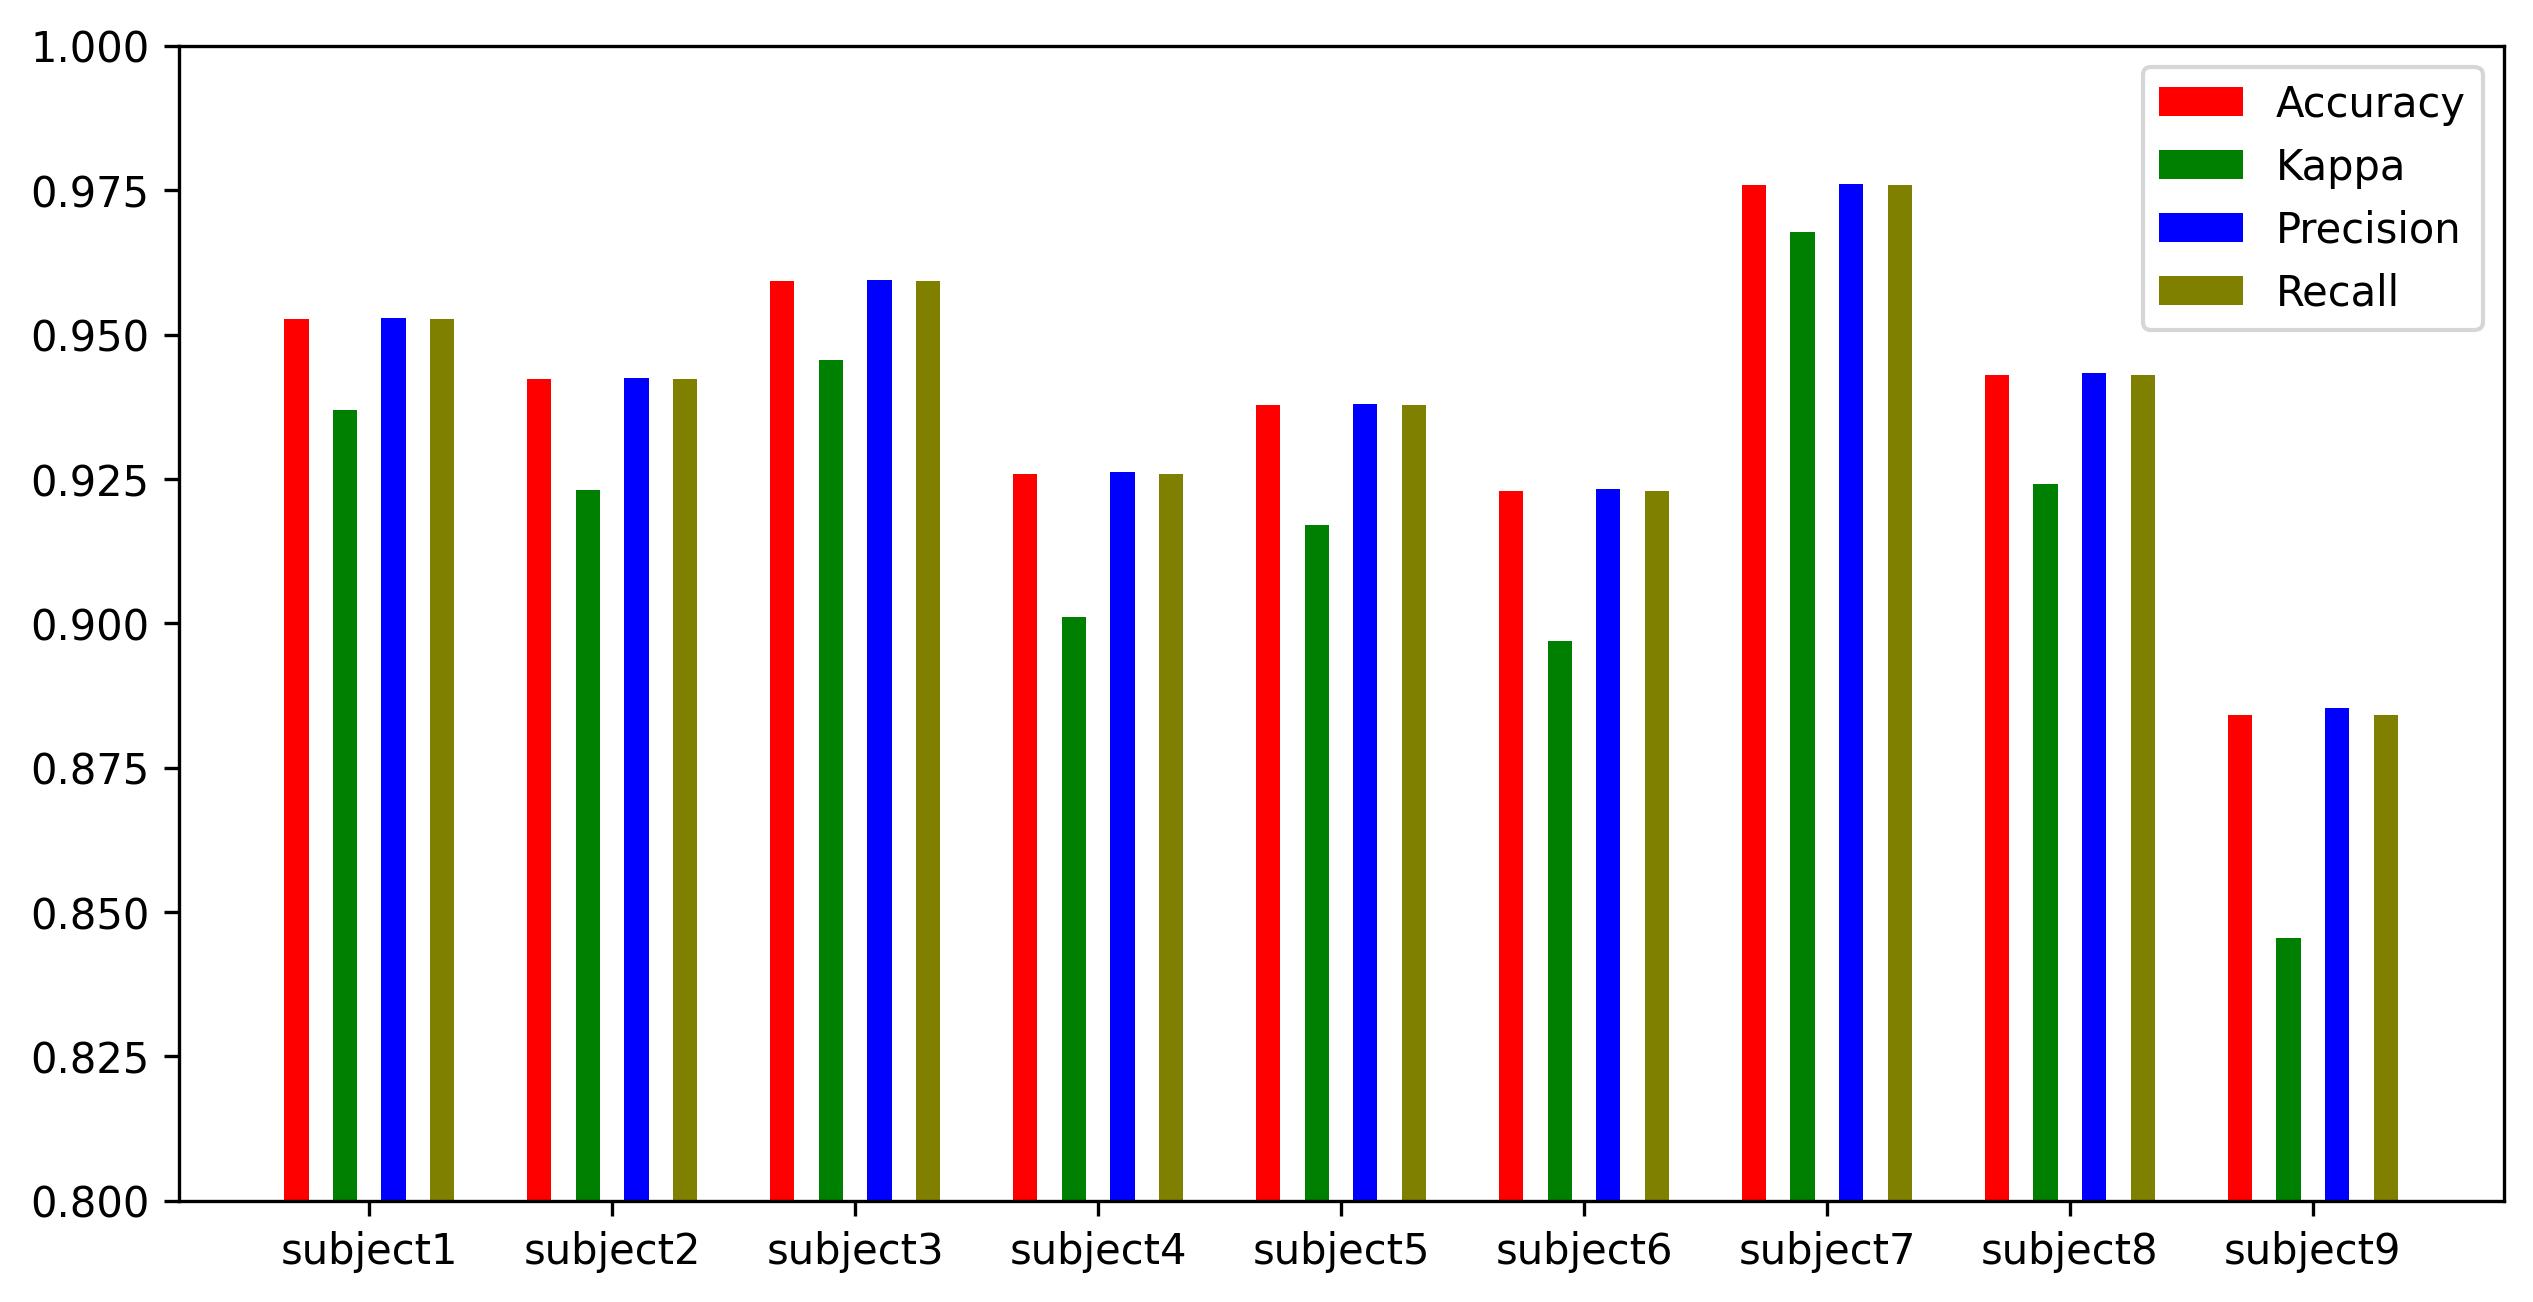 1.000
0.975
0.950
0.925
0.900
0.875
0.850
0.825
0.800
Accuracy
Kappa
Precision
Recall
subject1 subject2 subject3 subject4 subject5 subject6 subject7 subject8 subject9